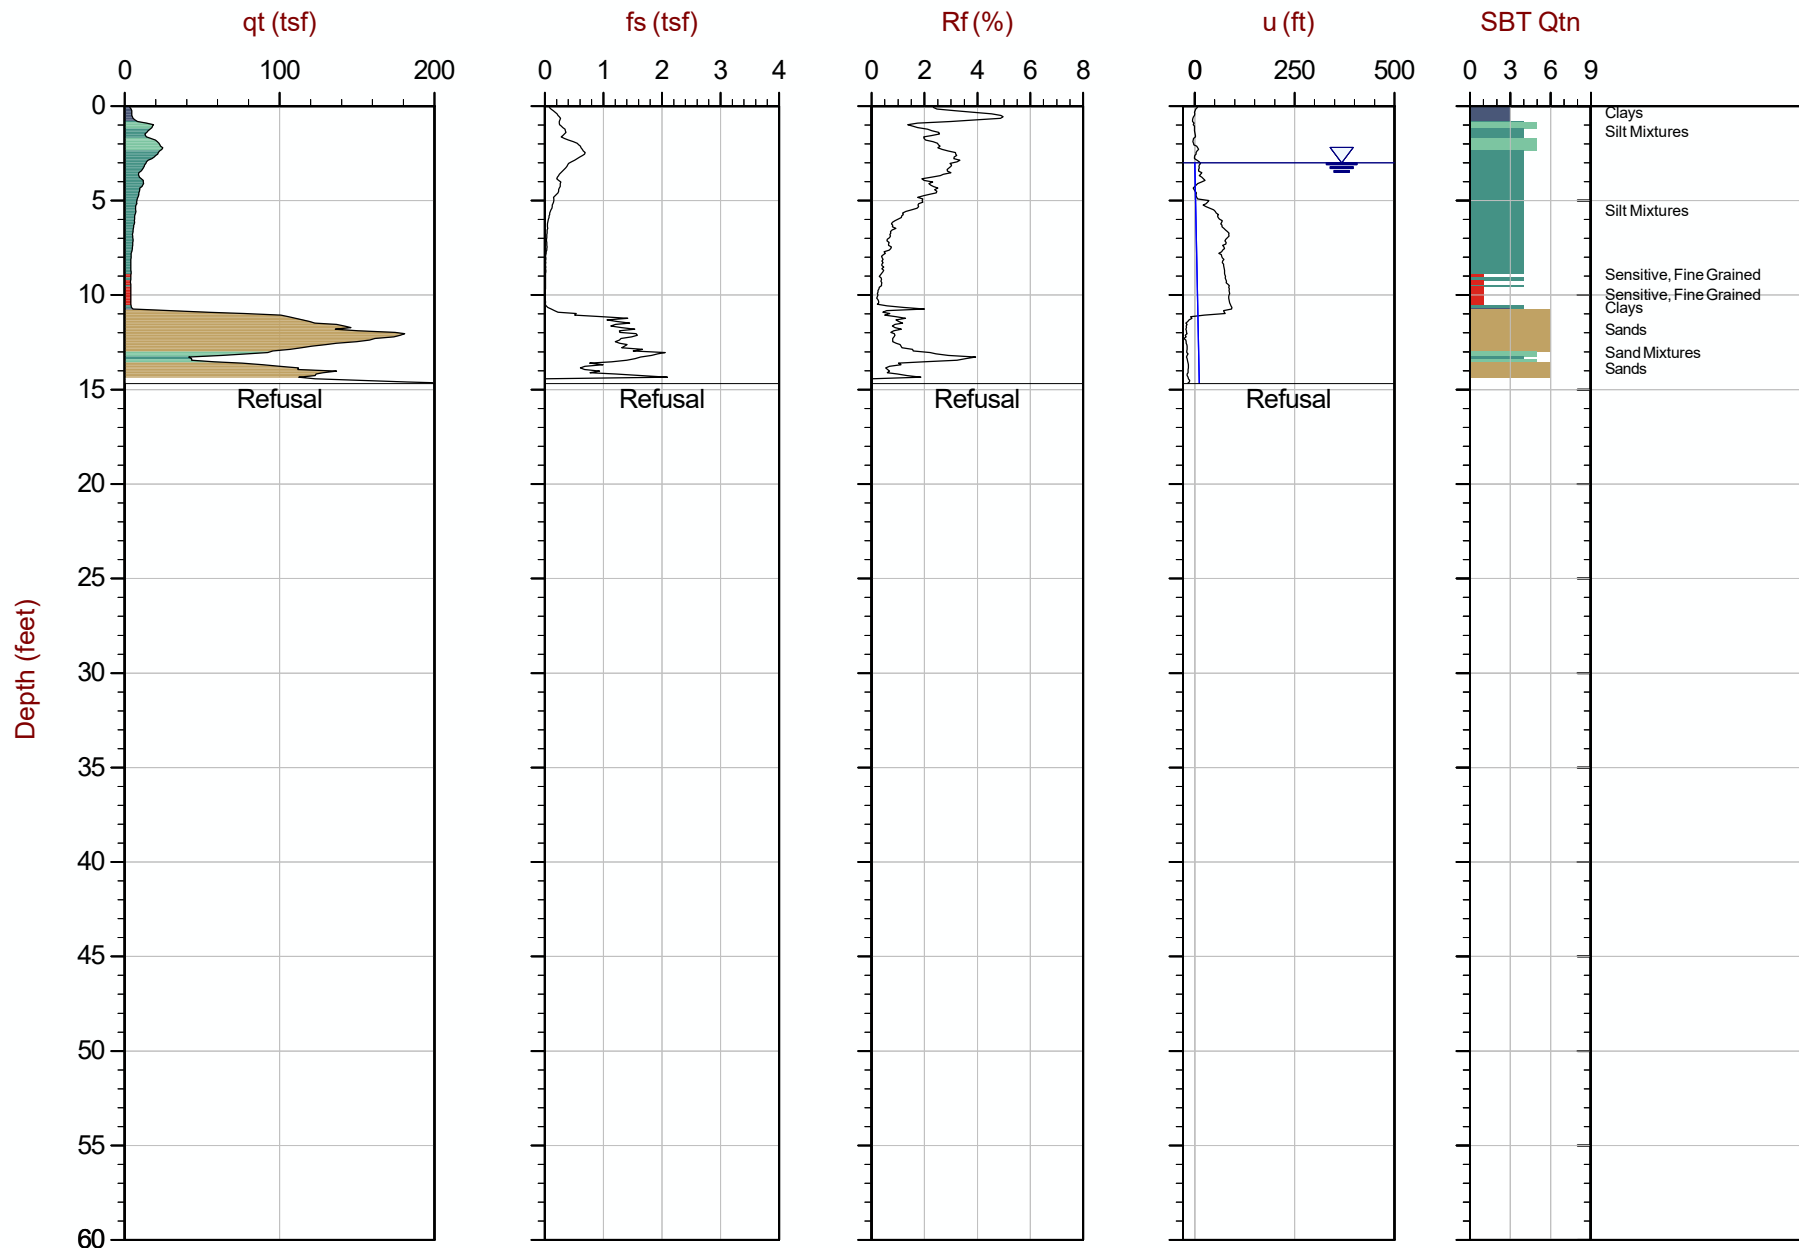 qt (tsf) fs (tsf) Rf (%) u (ft) SBT Qtn
0 100 200 0 1 2 3 4 0 2 4 6 8 0 250 500 0 3 6 9
0
Clays
Silt Mixtures
5
Silt Mixtures
Sensitive, Fine Grained
10
Sensitive, Fine Grained
Clays
Sands
Sand Mixtures
Sands
15
Refusal Refusal Refusal Refusal
20
25
30
Depth (feet)
35
40
45
50
55
60